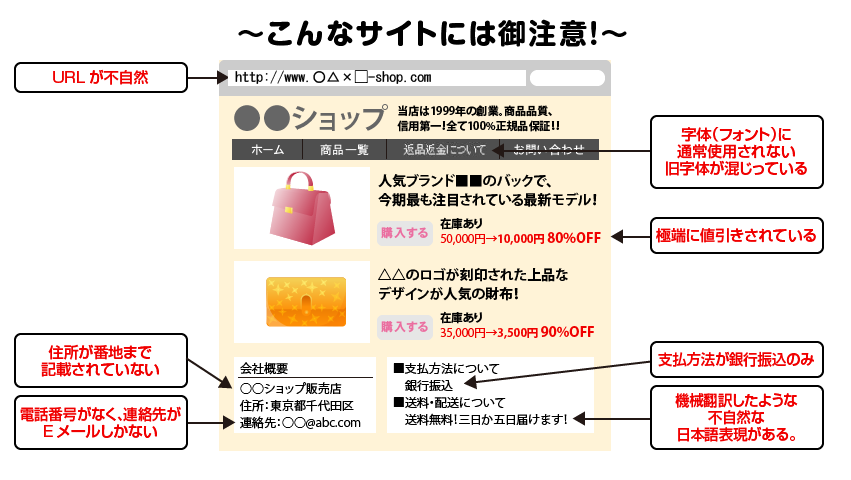 ～こんなサイトには御注意!～
URL が不自然
http://www.〇△×□-shop.com
●●ショップ
当店は1999年の創業。商品品質、
信用第一!全て100%正規品保証!!
ホーム 商品一覧 返品返金について お問い合わせ
字体（フォント）に
通常使用されない
旧字体が混じっている
人気ブランド■■のバックで、
今期最も注目されている最新モデル!
購入する
在庫あり
50,000円→10,000円 80%OFF
極端に値引きされている
△△のロゴが刻印された上品な
デザインが人気の財布!
購入する
在庫あり
35,000円→3,500円 90%OFF
住所が番地まで
記載されていない
電話番号がなく、連絡先が
Eメールしかない
会社概要
〇〇ショップ販売店
住所：東京都千代田区
連絡先：〇〇@abc.com
■支払方法について
銀行振込
■送料・配送について
送料無料!三日か五日届けます!
支払方法が銀行振込のみ
機械翻訳したような
不自然な
日本語表現がある。